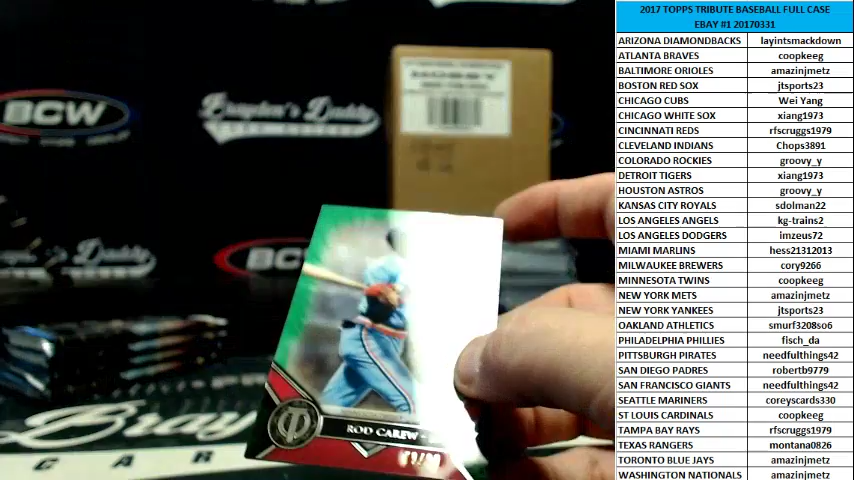 2017 TOPPS TRIBUTE BASEBALL FULL CASE
EBAY #1 20170331
ARIZONA DIAMONDBACKS layintsmackdown
ATLANTA BRAVES coopkeeg
BALTIMORE ORIOLES amazinjmetz
BOSTON RED SOX jtsports23
CHICAGO CUBS Wei Yang
CHICAGO WHITE SOX xiang1973
CINCINNATI REDS rfscruggs1979
CLEVELAND INDIANS Chops3891
COLORADO ROCKIES groovy_y
DETROIT TIGERS xiang1973
HOUSTON ASTROS groovy_y
KANSAS CITY ROYALS sdolman22
LOS ANGELES ANGELS kg-trains2
LOS ANGELES DODGERS imzeus72
MIAMI MARLINS hess21312013
MILWAUKEE BREWERS cory9266
MINNESOTA TWINS coopkeeg
NEW YORK METS amazinjmetz
NEW YORK YANKEES jtsports23
OAKLAND ATHLETICS smurf3208so6
PHILADELPHIA PHILLIES fisch_da
PITTSBURGH PIRATES needfulthings42
SAN DIEGO PADRES robertb9779
SAN FRANCISCO GIANTS needfulthings42
SEATTLE MARINERS coreyscards330
ST LOUIS CARDINALS coopkeeg
TAMPA BAY RAYS rfscruggs1979
TEXAS RANGERS montana0826
TORONTO BLUE JAYS amazinjmetz
WASHINGTON NATIONALS amazinjmetz
BCW
Brayden's Daddy
ROD CAREW